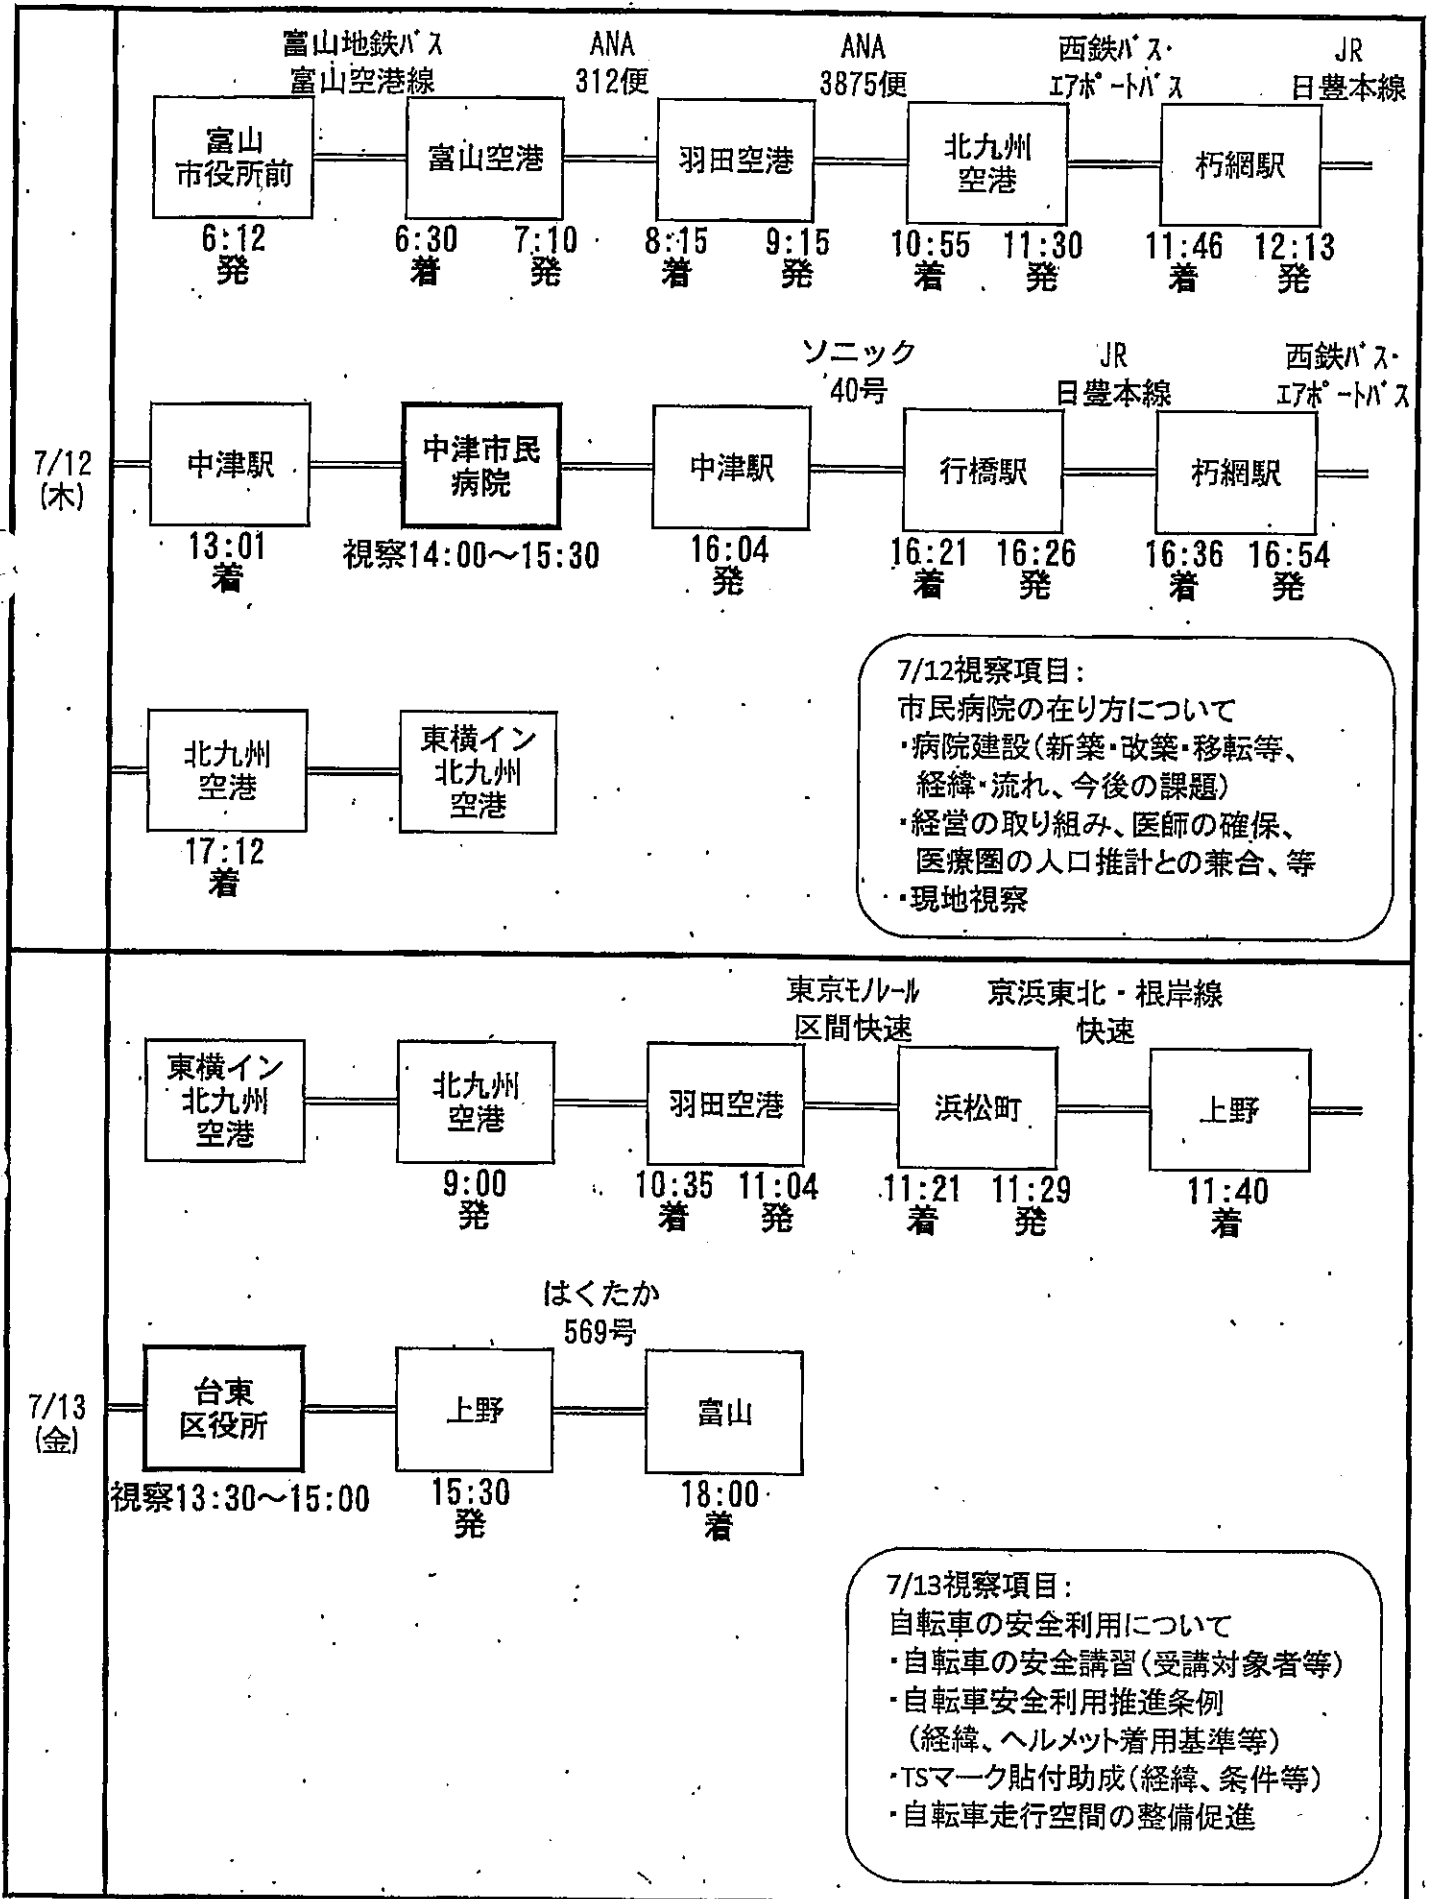 富山地鉄バス
富山空港線
ANA
312便
ANA
3875便
西鉄バス・
エアポートバス
JR
日豊本線
富山
市役所前
富山空港
羽田空港
北九州
空港
朽網駅
6:12
発
6:30
着
7:10
発
8:15
着
9:15
発
10:55
着
11:30
発
11:46
着
12:13
発
7/12
(木)
ソニック
40号
JR
日豊本線
西鉄バス・
エアポートバス
中津駅
中津市民
病院
中津駅
行橋駅
朽網駅
13:01
着
視察14:00～15:30
16:04
発
16:21
着
16:26
発
16:36
着
16:54
発
北九州
空港
東横イン
北九州
空港
17:12
着
7/12視察項目:
市民病院の在り方について
・病院建設(新築・改築・移転等、
経緯・流れ、今後の課題)
・経営の取り組み、医師の確保、
医療圏の人口推計との兼合、等
・現地視察
7/13
(金)
東京モノレール
区間快速
京浜東北・根岸線
快速
東横イン
北九州
空港
北九州
空港
羽田空港
浜松町
上野
9:00
発
10:35
着
11:04
発
11:21
着
11:29
発
11:40
着
はくたか
569号
台東
区役所
上野
富山
視察13:30～15:00
15:30
発
18:00
着
7/13視察項目:
自転車の安全利用について
・自転車の安全講習(受講対象者等)
・自転車安全利用推進条例
(経緯、ヘルメット着用基準等)
・TSマーク貼付助成(経緯、条件等)
・自転車走行空間の整備促進